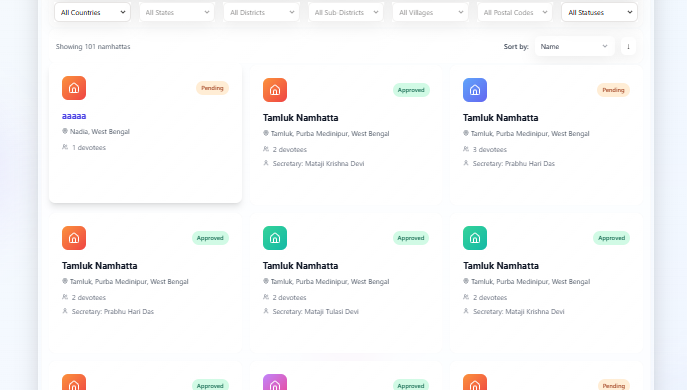 All Countries All States All Districts All Sub Districts All Villages All Postal Codes All Statuses
Showing 101 namhattas Sort by: Name ↓
Pending
aaaaa
Nadia, West Bengal
1 devotees
Approved
Tamluk Namhatta
Tamluk, Purba Medinipur, West Bengal
2 devotees
Secretary: Mataji Krishna Devi
Pending
Tamluk Namhatta
Tamluk, Purba Medinipur, West Bengal
3 devotees
Secretary: Prabhu Hari Das
Approved
Tamluk Namhatta
Tamluk, Purba Medinipur, West Bengal
2 devotees
Secretary: Prabhu Hari Das
Approved
Tamluk Namhatta
Tamluk, Purba Medinipur, West Bengal
2 devotees
Secretary: Mataji Tulasi Devi
Approved
Tamluk Namhatta
Tamluk, Purba Medinipur, West Bengal
2 devotees
Secretary: Mataji Krishna Devi
Approved
Approved
Pending